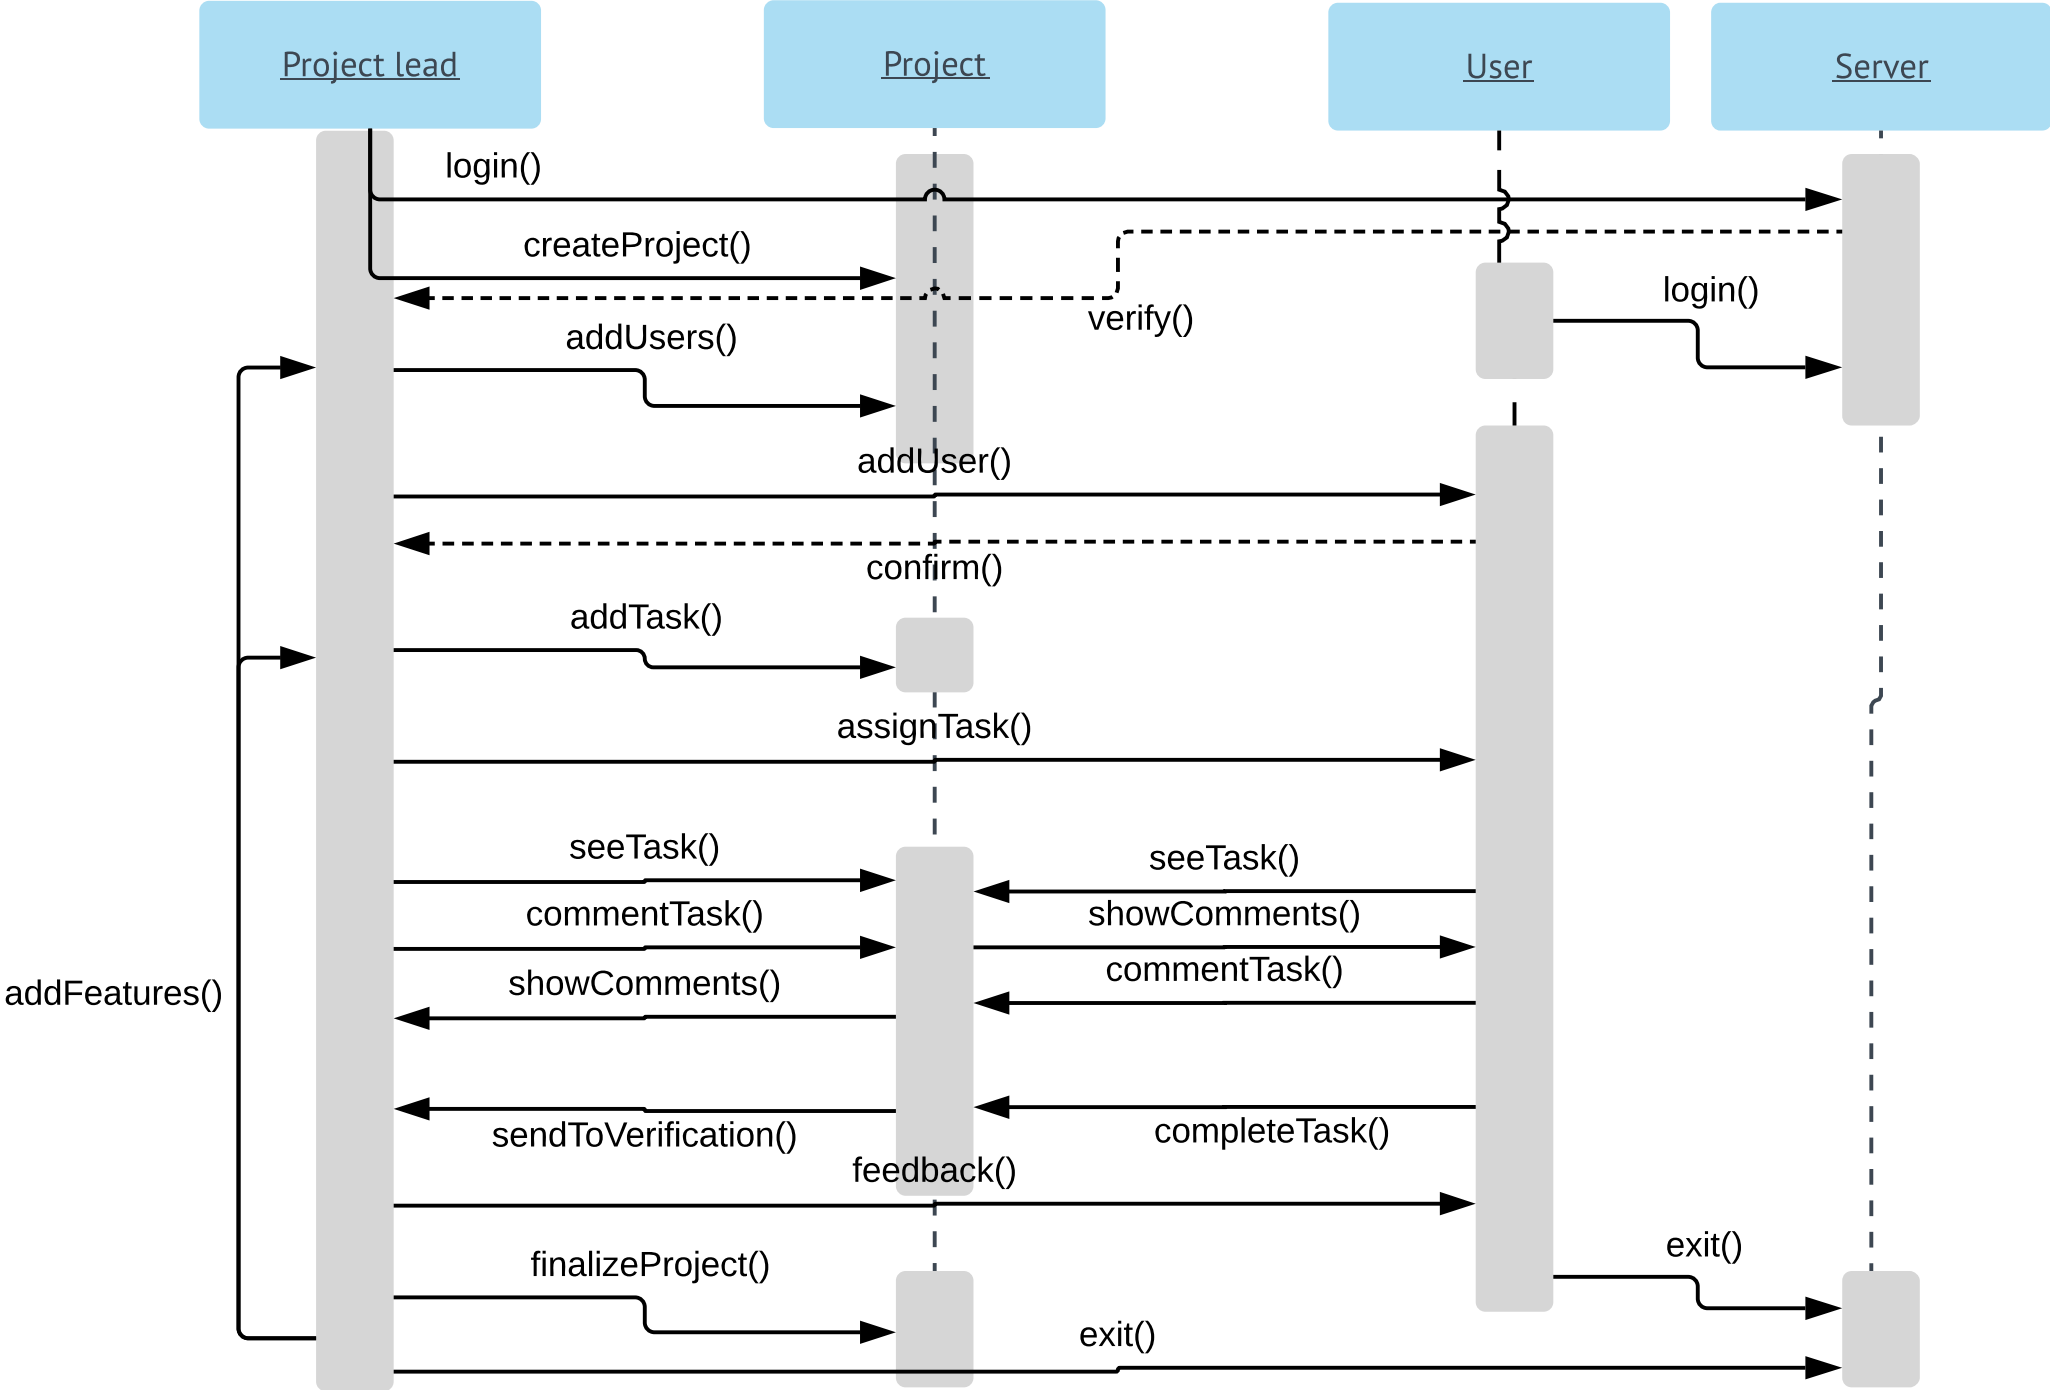 Project lead
Project
User
Server
login()
createProject()
login()
verify()
addUsers()
addUser()
confirm()
addTask()
assignTask()
seeTask()
seeTask()
commentTask()
showComments()
showComments()
commentTask()
addFeatures()
sendToVerification()
completeTask()
feedback()
exit()
finalizeProject()
exit()